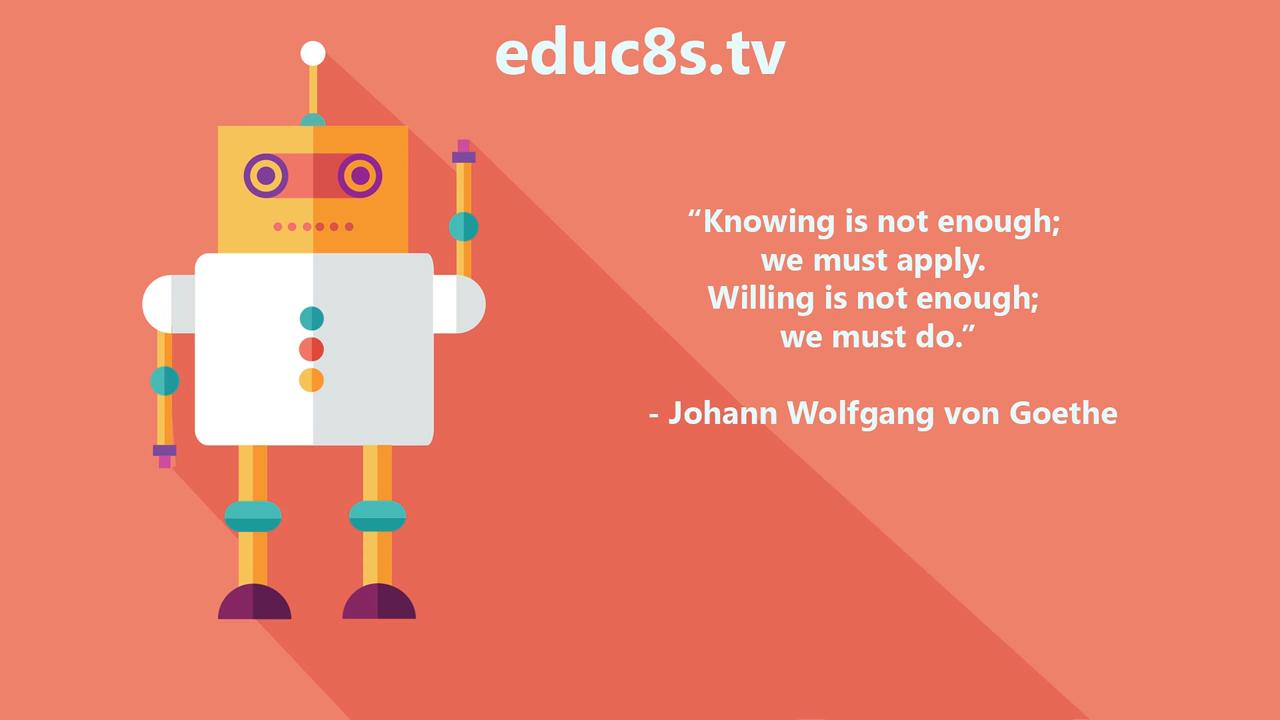 educ8s.tv
“Knowing is not enough;
we must apply.
Willing is not enough;
we must do.”
- Johann Wolfgang von Goethe